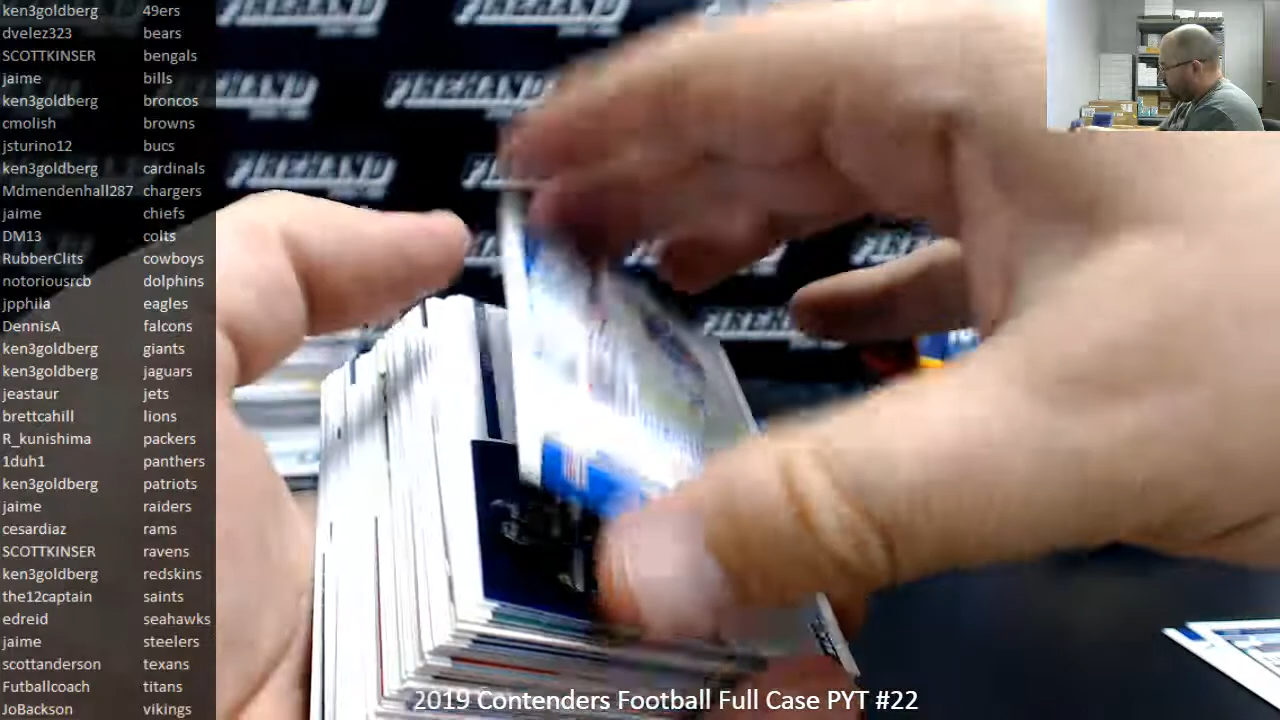 ken3goldberg 49ers
dvelez323 bears
SCOTTKINSER bengals
jaime bills
ken3goldberg broncos
cmolish browns
jsturino12 bucs
ken3goldberg cardinals
Mdmendenhall287 chargers
jaime chiefs
DM13 colts
RubberClits cowboys
notoriousrcb dolphins
jpphila eagles
DennisA falcons
ken3goldberg giants
ken3goldberg jaguars
jeastaur jets
brettcahill lions
R_kunishima packers
1duh1 panthers
ken3goldberg patriots
jaime raiders
cesardiaz rams
SCOTTKINSER ravens
ken3goldberg redskins
the12captain saints
edreid seahawks
jaime steelers
scottanderson texans
Futballcoach titans
JoBackson vikings
FIREHAND FIREHAND
FIREHAND FIREHAND
FIREHAND
FIREHAND
2019 Contenders Football Full Case PYT #22